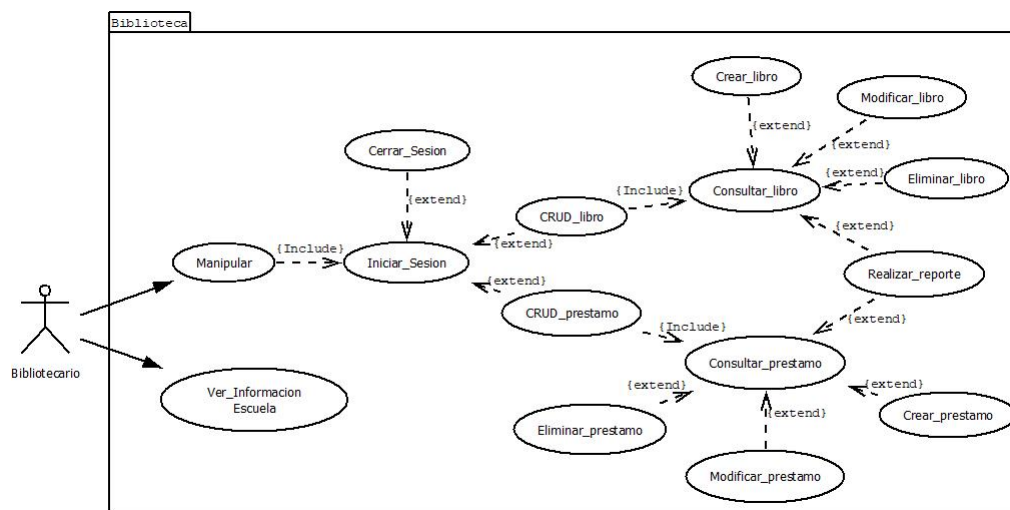 Biblioteca
Crear_libro
Modificar_libro
{extend}
Cerrar_Sesion
{extend}
{extend}
Eliminar_libro
{Include}
Consultar_libro
{extend}
CRUD_libro
{extend}
{Include}
{extend}
Manipular
Iniciar_Sesion
Realizar_reporte
{extend}
CRUD_prestamo
{extend}
{Include}
Bibliotecario
Consultar_prestamo
Ver_Informacion
Escuela
{extend}
{extend}
{extend}
Crear_prestamo
Eliminar_prestamo
Modificar_prestamo